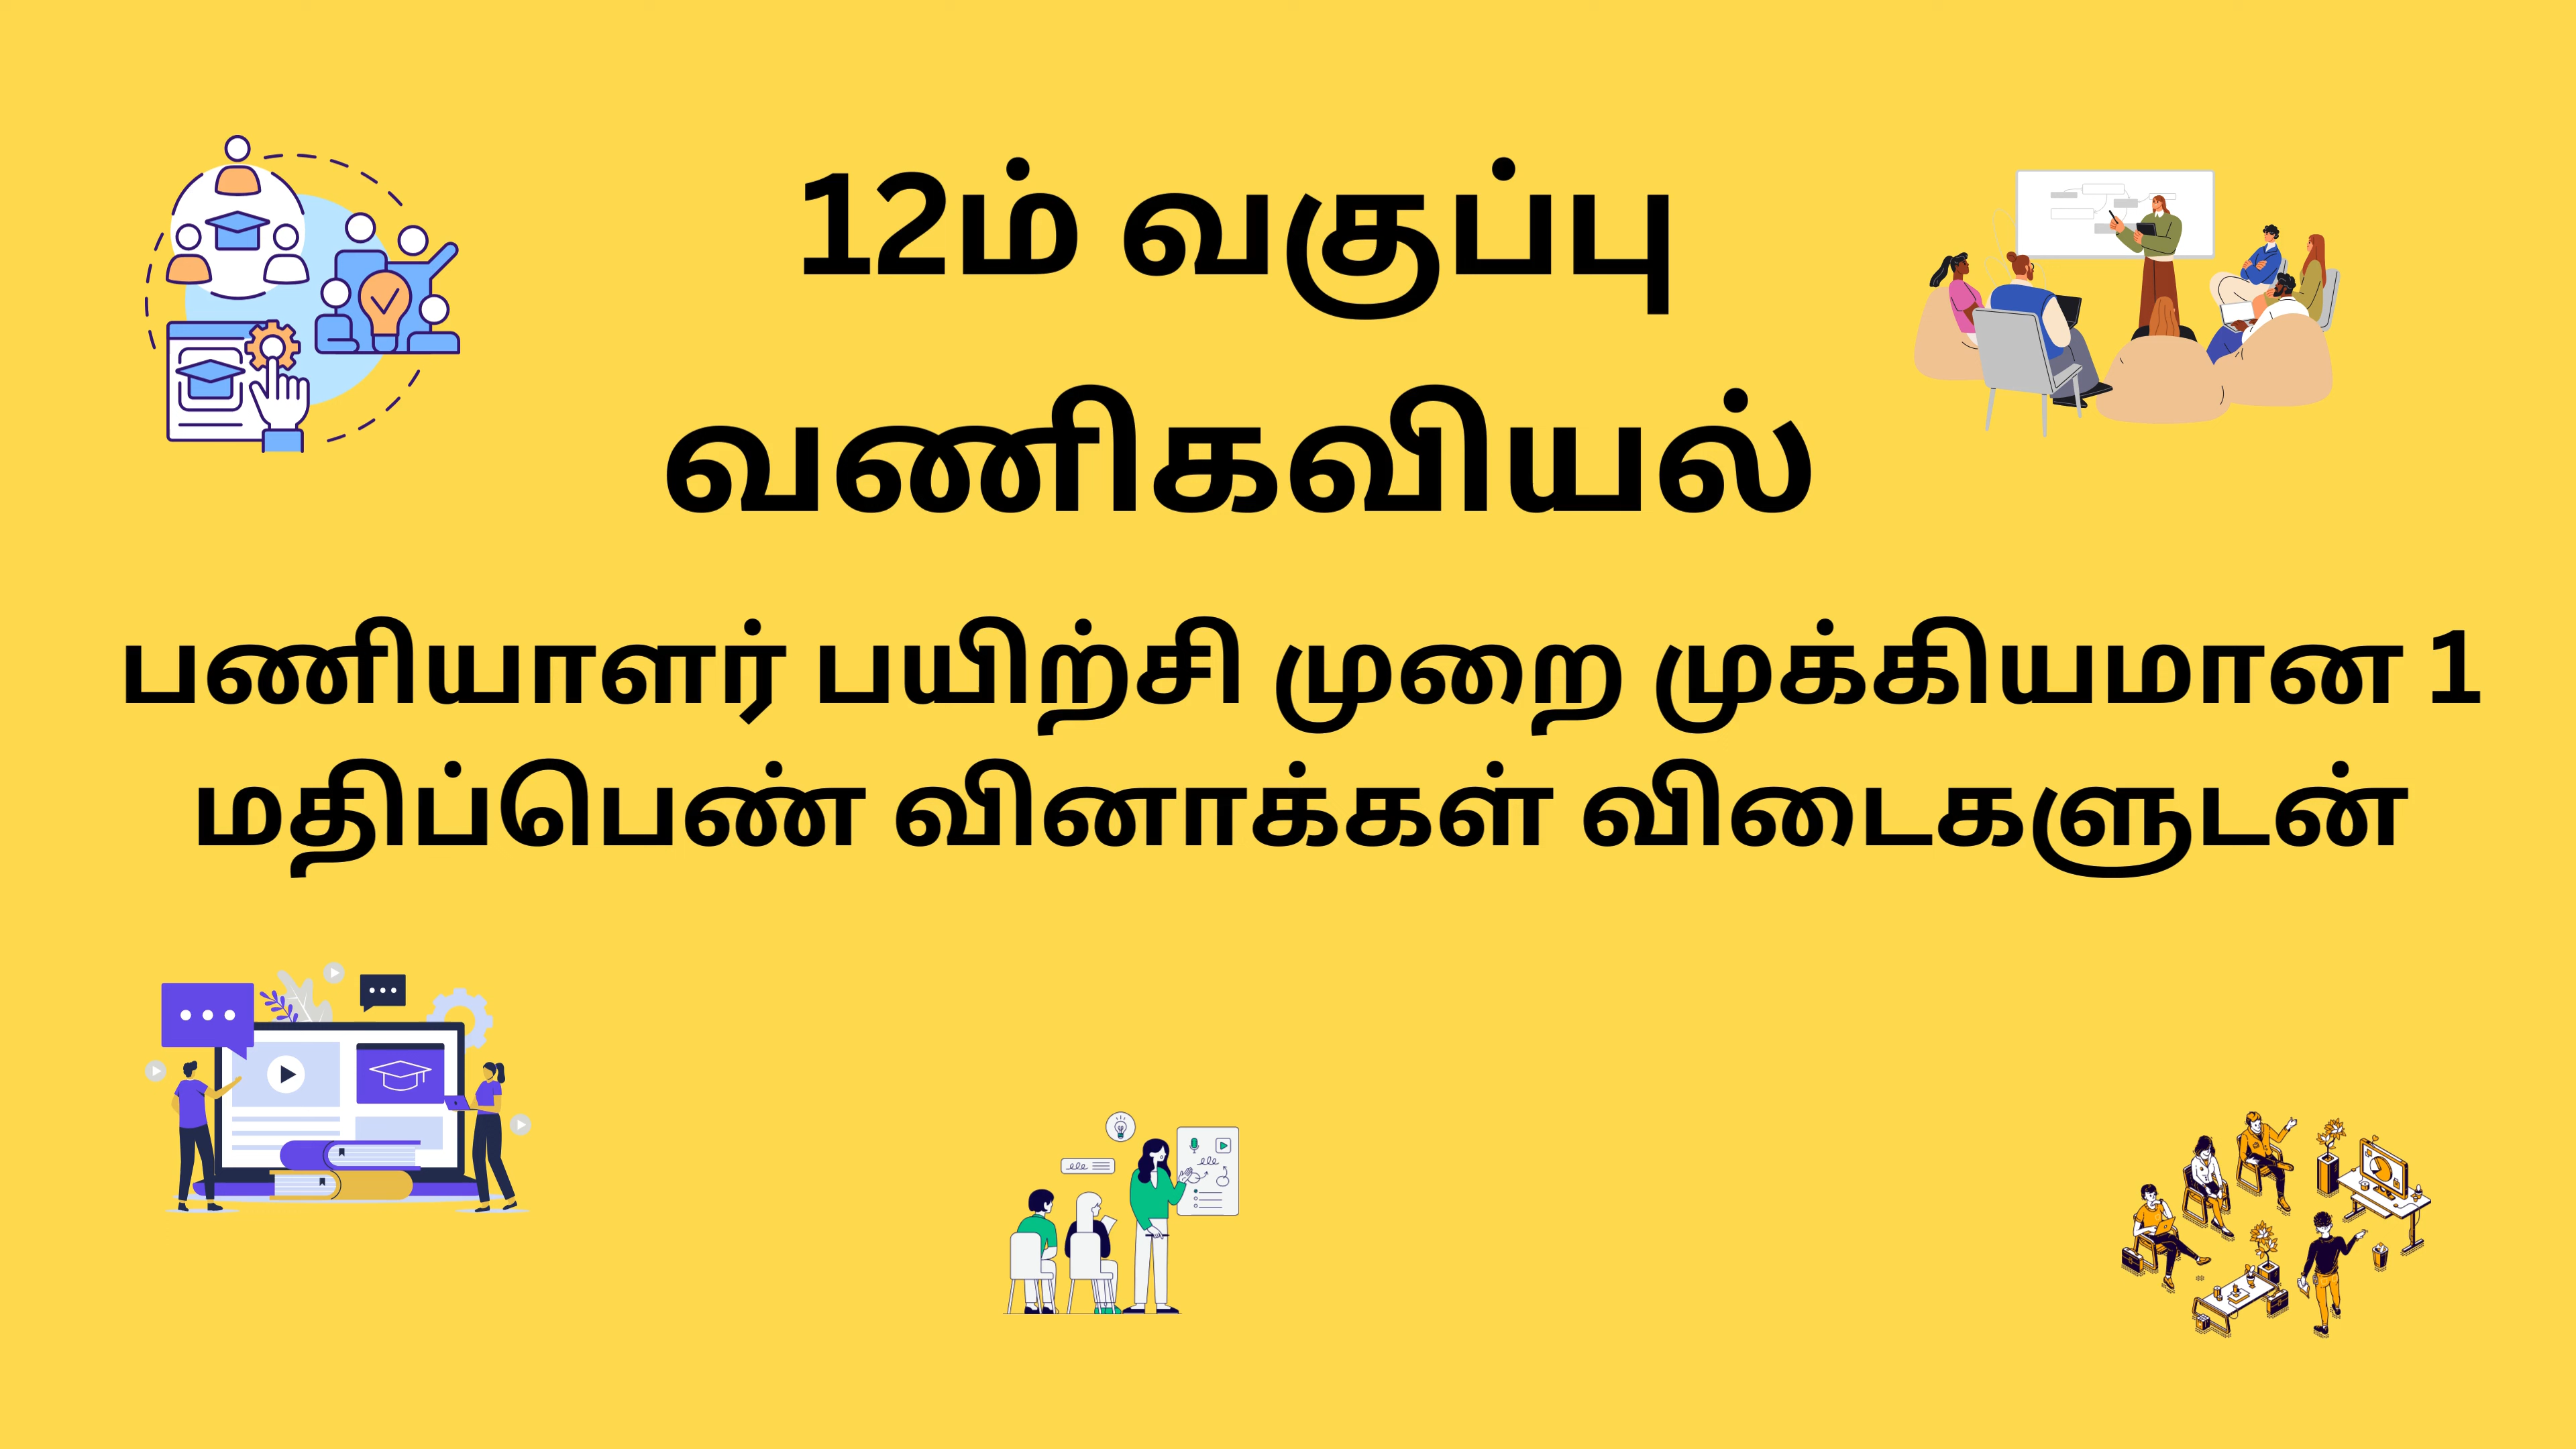 12ம் வகுப்பு
வணிகவியல்
பணியாளர் பயிற்சி முறை முக்கியமான 1
மதிப்பெண் வினாக்கள் விடைகளுடன்